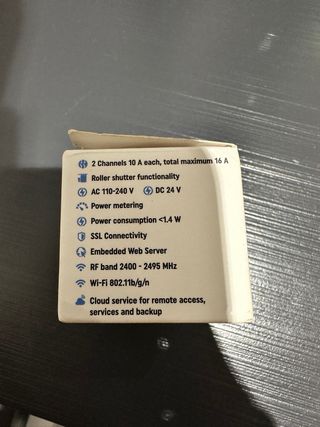 2 Channels 10 A each, total maximum 16 A
Roller shutter functionality
AC 110-240 V DC 24 V
Power metering
Power consumption <1.4 W
SSL Connectivity
Embedded Web Server
RF band 2400 - 2495 MHz
Wi-Fi 802.11b/g/n
Cloud service for remote access,
services and backup